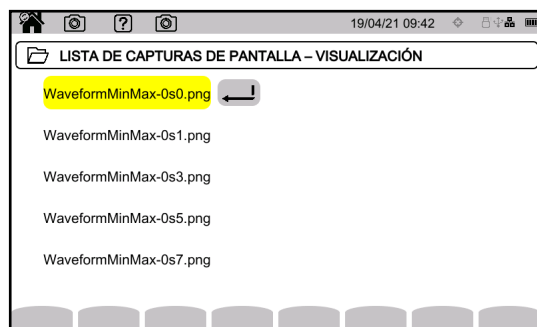 ?
19/04/21 09:42
LISTA DE CAPTURAS DE PANTALLA – VISUALIZACIÓN
WaveformMinMax-0s0.png
WaveformMinMax-0s1.png
WaveformMinMax-0s3.png
WaveformMinMax-0s5.png
WaveformMinMax-0s7.png